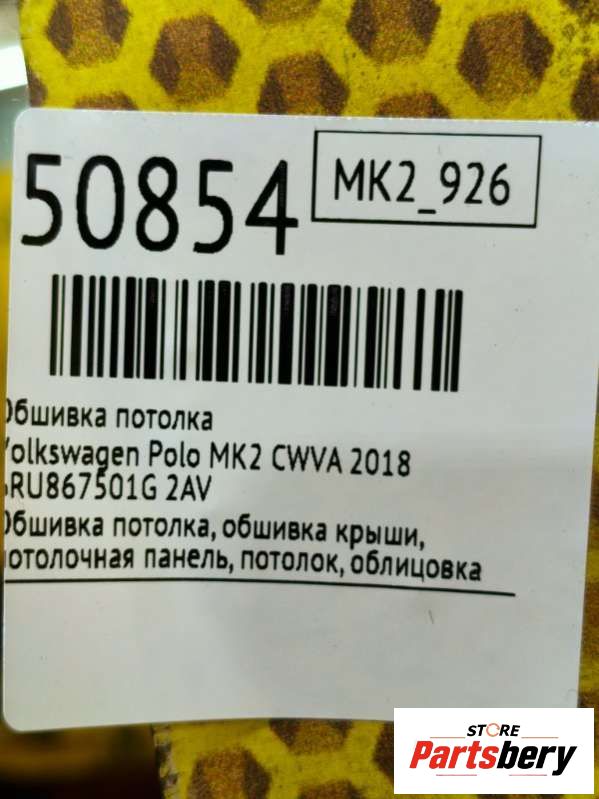 50854
MK2_926
Обшивка потолка
Volkswagen Polo MK2 CWVA 2018
6RU867501G 2AV
Обшивка потолка, обшивка крыши,
потолочная панель, потолок, облицовка
STORE
Partsbery